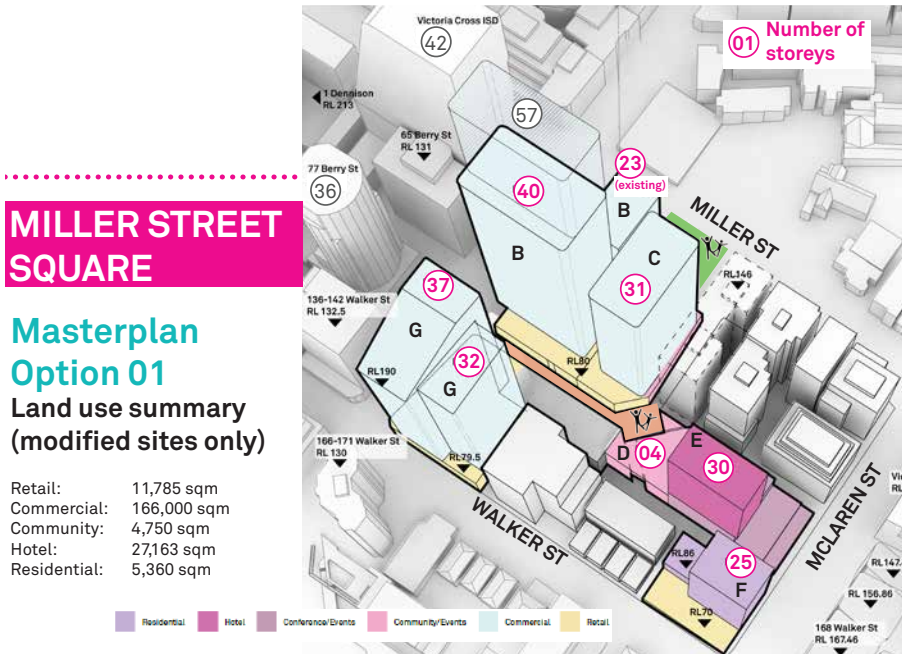 MILLER STREET
SQUARE
Masterplan
Option 01
Land use summary
(modified sites only)
Retail: 11,785 sqm
Commercial: 166,000 sqm
Community: 4,750 sqm
Hotel: 27,163 sqm
Residential: 5,360 sqm
01 Number of
storeys
Victoria Cross ISD
42
1 Dennison
RL 213
57
65 Berry St
RL 131
77 Berry St
36
23
(existing)
40
B
B
C
MILLER ST
31
RL146
37
136-142 Walker St
RL 132.5
G
32
G
RL80
RL190
166-171 Walker St
RL 130
RL79.5
D
04
E
30
WALKER ST
MCLAREN ST
RL86
25
F
RL70
RL147.
RL 156.86
168 Walker St
RL 167.46
Residential Hotel Conference/Events Community/Events Commercial Retail